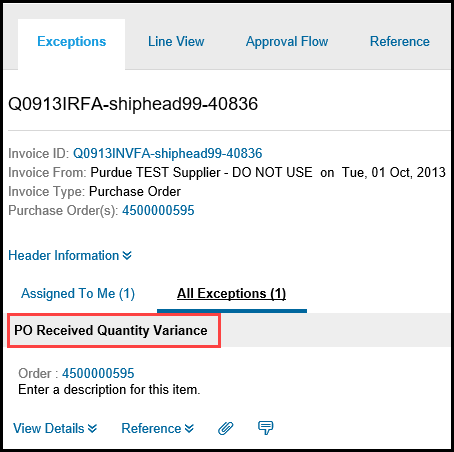 Exceptions Line View Approval Flow Reference
Q0913IRFA-shiphead99-40836
Invoice ID: Q0913INVFA-shiphead99-40836
Invoice From: Purdue TEST Supplier - DO NOT USE on Tue, 01 Oct, 2013
Invoice Type: Purchase Order
Purchase Order(s): 4500000595
Header Information
Assigned To Me (1) All Exceptions (1)
PO Received Quantity Variance
Order : 4500000595
Enter a description for this item.
View Details Reference